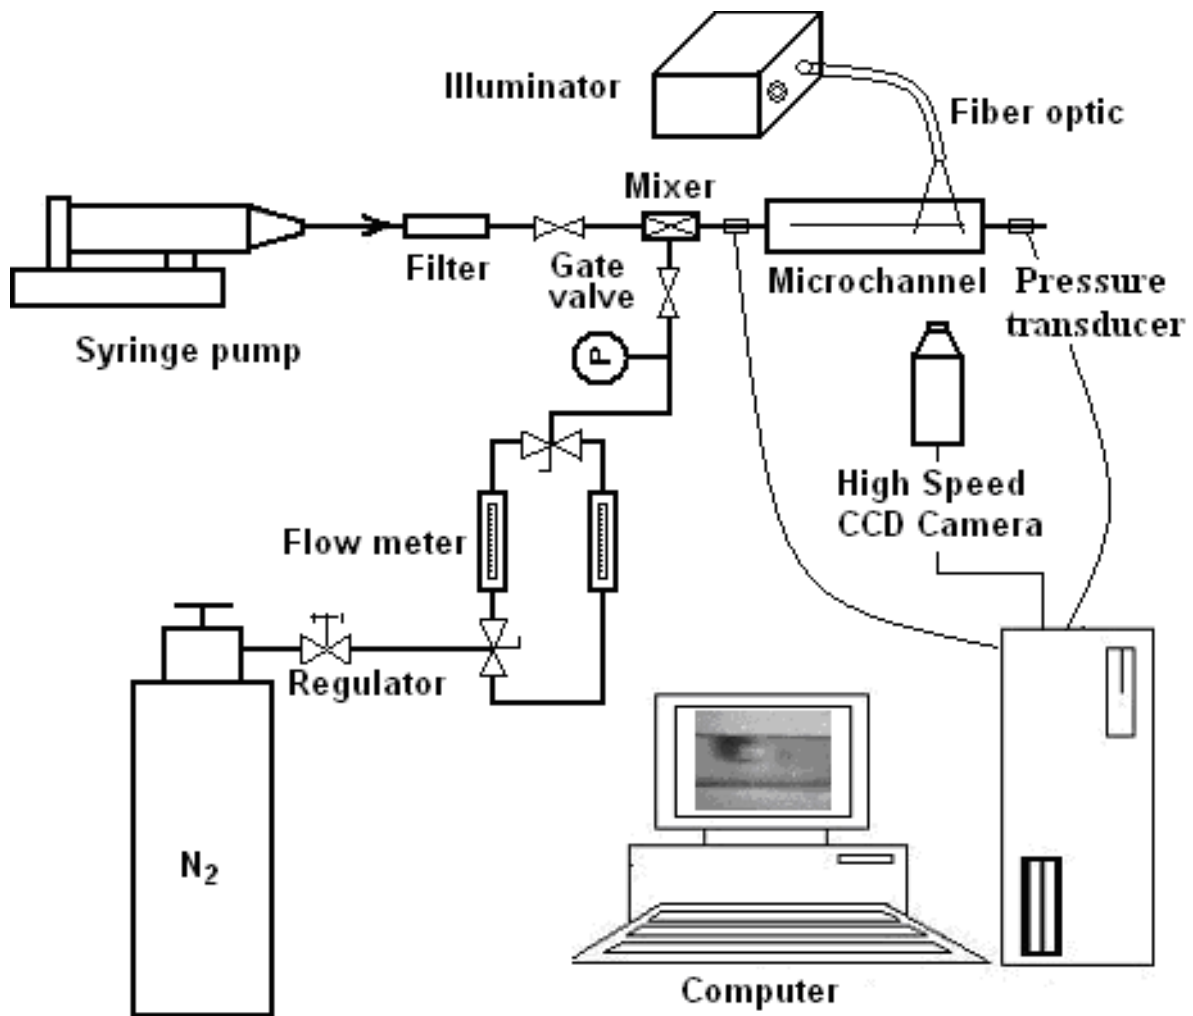 Illuminator
Fiber optic
Mixer
Filter
Gate
valve
Microchannel
Pressure
transducer
Syringe pump
P
High Speed
CCD Camera
Flow meter
Regulator
N₂
Computer